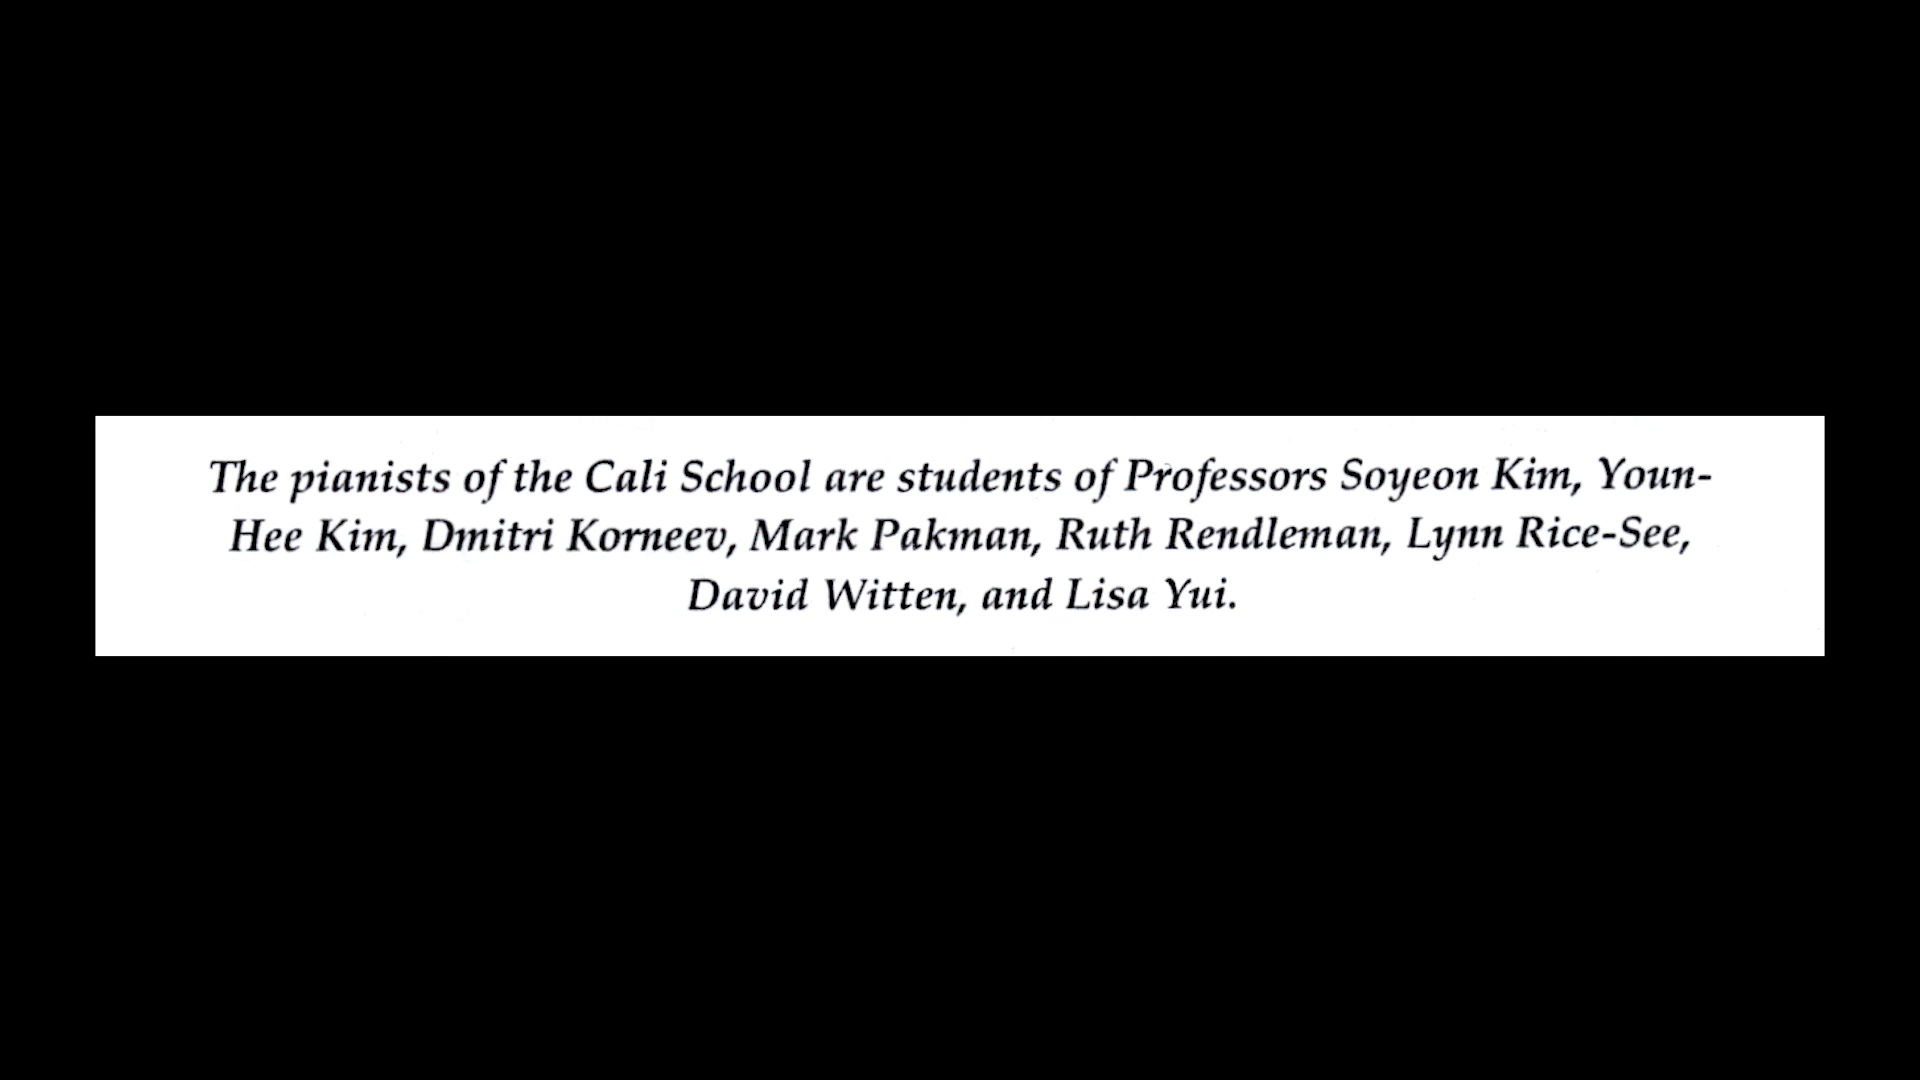 The pianists of the Cali School are students of Professors Soyeon Kim, Youn-
Hee Kim, Dmitri Korneev, Mark Pakman, Ruth Rendleman, Lynn Rice-See,
David Witten, and Lisa Yui.